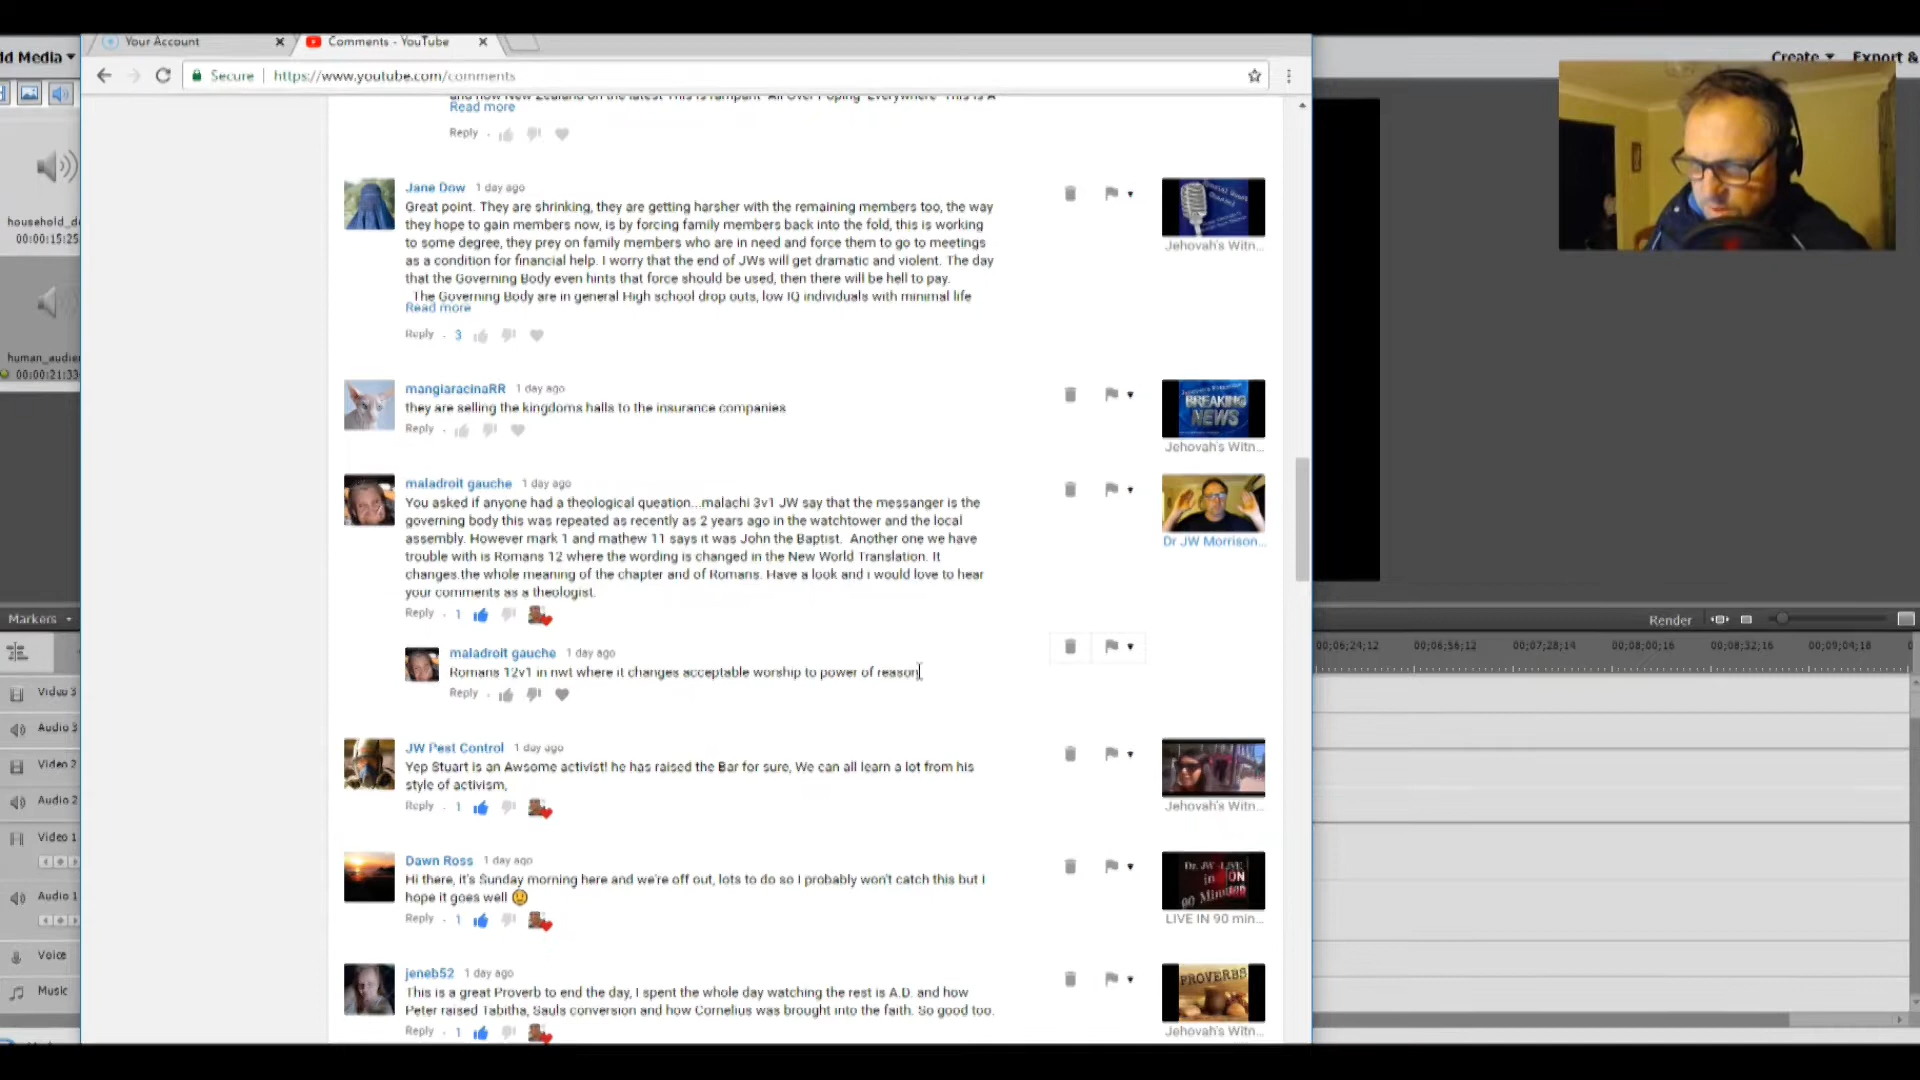 ld Media
Your Account
Comments - YouTube
Create
Export &
Secure
https://www.youtube.com/comments
Read more
Reply
household_de
00:00:15:25
human_audien
00:00:21:33
Jane Dow 1 day ago
Great point. They are shrinking, they are getting harsher with the remaining members too, the way
they hope to gain members now, is by forcing family members back into the fold, this is working
to some degree, they prey on family members who are in need and force them to go to meetings
as a condition for financial help. I worry that the end of JWs will get dramatic and violent. The day
that the Governing Body even hints that force should be used, then there will be hell to pay.
The Governing Body are in general High school drop outs, low IQ individuals with minimal life
Read more
Reply 3
Jehovah's Witn...
mangiaracinaRR 1 day ago
they are selling the kingdoms halls to the insurance companies
Reply
BREAKING
NEWS
Jehovah's Witn...
maladroit gauche 1 day ago
You asked if anyone had a theological question...malachi 3v1 JW say that the messanger is the
governing body this was repeated as recently as 2 years ago in the watchtower and the local
assembly. However mark 1 and mathew 11 says it was John the Baptist. Another one we have
trouble with is Romans 12 where the wording is changed in the New World Translation. It
changes.the whole meaning of the chapter and of Romans. Have a look and i would love to hear
your comments as a theologist.
Reply 1
Dr JW Morrison...
maladroit gauche 1 day ago
Romans 12v1 in nwt where it changes acceptable worship to power of reason
Reply
JW Pest Control 1 day ago
Yep Stuart is an Awsome activist! he has raised the Bar for sure, We can all learn a lot from his
style of activism,
Reply 1
Jehovah's Witn...
Dawn Ross 1 day ago
Hi there, it's Sunday morning here and we're off out, lots to do so I probably won't catch this but I
hope it goes well
Reply 1
Dr. JW LIVE
in ON
90 Minutes
LIVE IN 90 min...
jeneb52 1 day ago
This is a great Proverb to end the day, I spent the whole day watching the rest is A.D. and how
Peter raised Tabitha, Sauls conversion and how Cornelius was brought into the faith. So good too.
Reply 1
PROVERBS
Jehovah's Witn...
Markers
Render
00;06;24;12 00;06;56;12 00;07;28;14 00;08;00;16 00;08;32;16 00;09;04;18
Video 3
Audio 3
Video 2
Audio 2
Video 1
Audio 1
Voice
Music